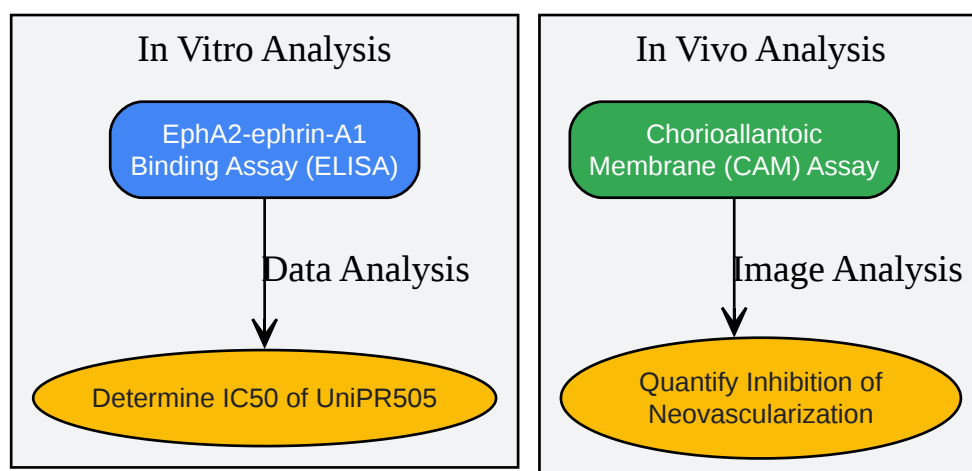 In Vitro Analysis
EphA2-ephrin-A1
Binding Assay (ELISA)
Data Analysis
Determine IC50 of UniPR505
In Vivo Analysis
Chorioallantoic
Membrane (CAM) Assay
Image Analysis
Quantify Inhibition of
Neovascularization